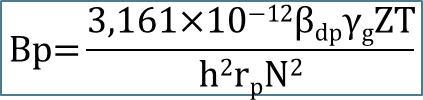 Bp= 3,161×10⁻¹²β_dpγ_gZT
h²r_pN²